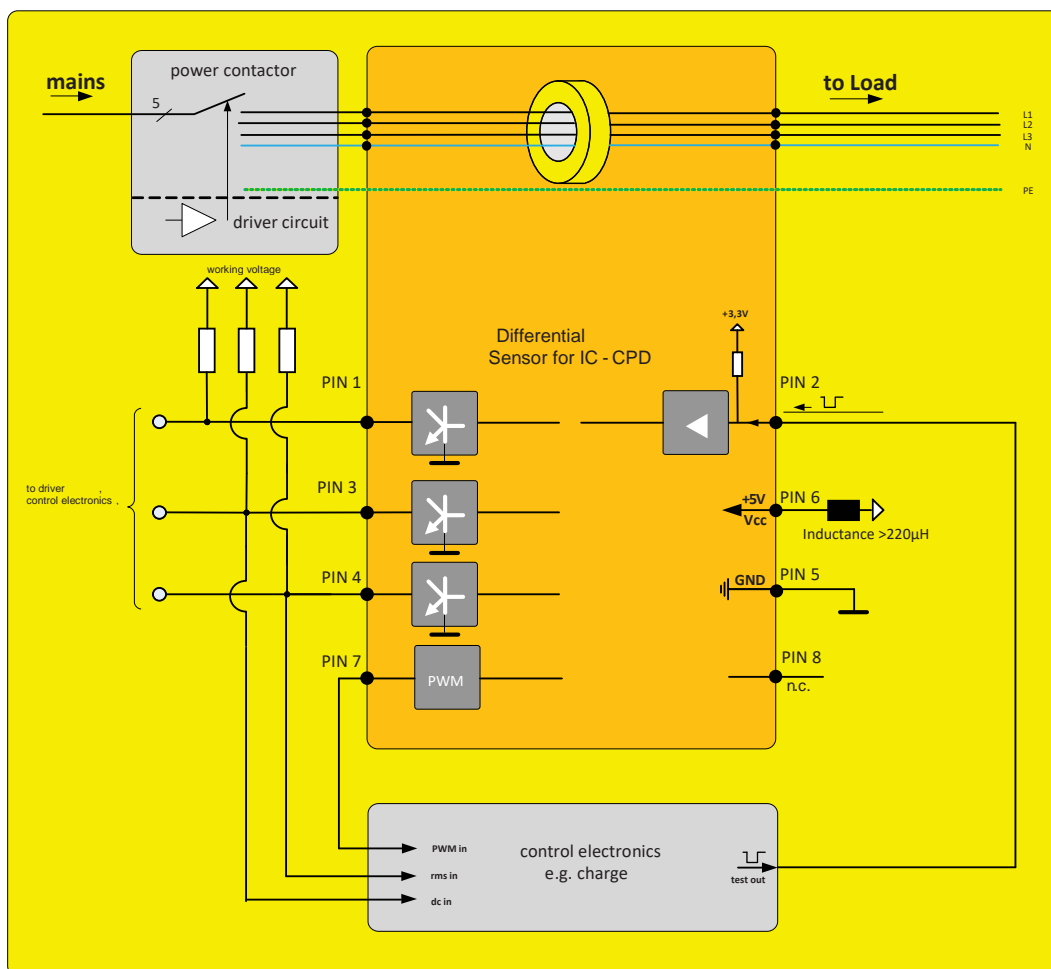 power contactor
mains
5
to Load
L1
L2
L3
N
PE
driver circuit
working voltage
+3,3V
Differential
Sensor for IC - CPD
PIN 1
PIN 2
to driver
control electronics
PIN 3
+5V
PIN 6
Vcc
Inductance >220µH
PIN 4
GND
PIN 5
PIN 7
PWM
PIN 8
n.c.
PWM in
rms in
dc in
control electronics
e.g. charge
test out